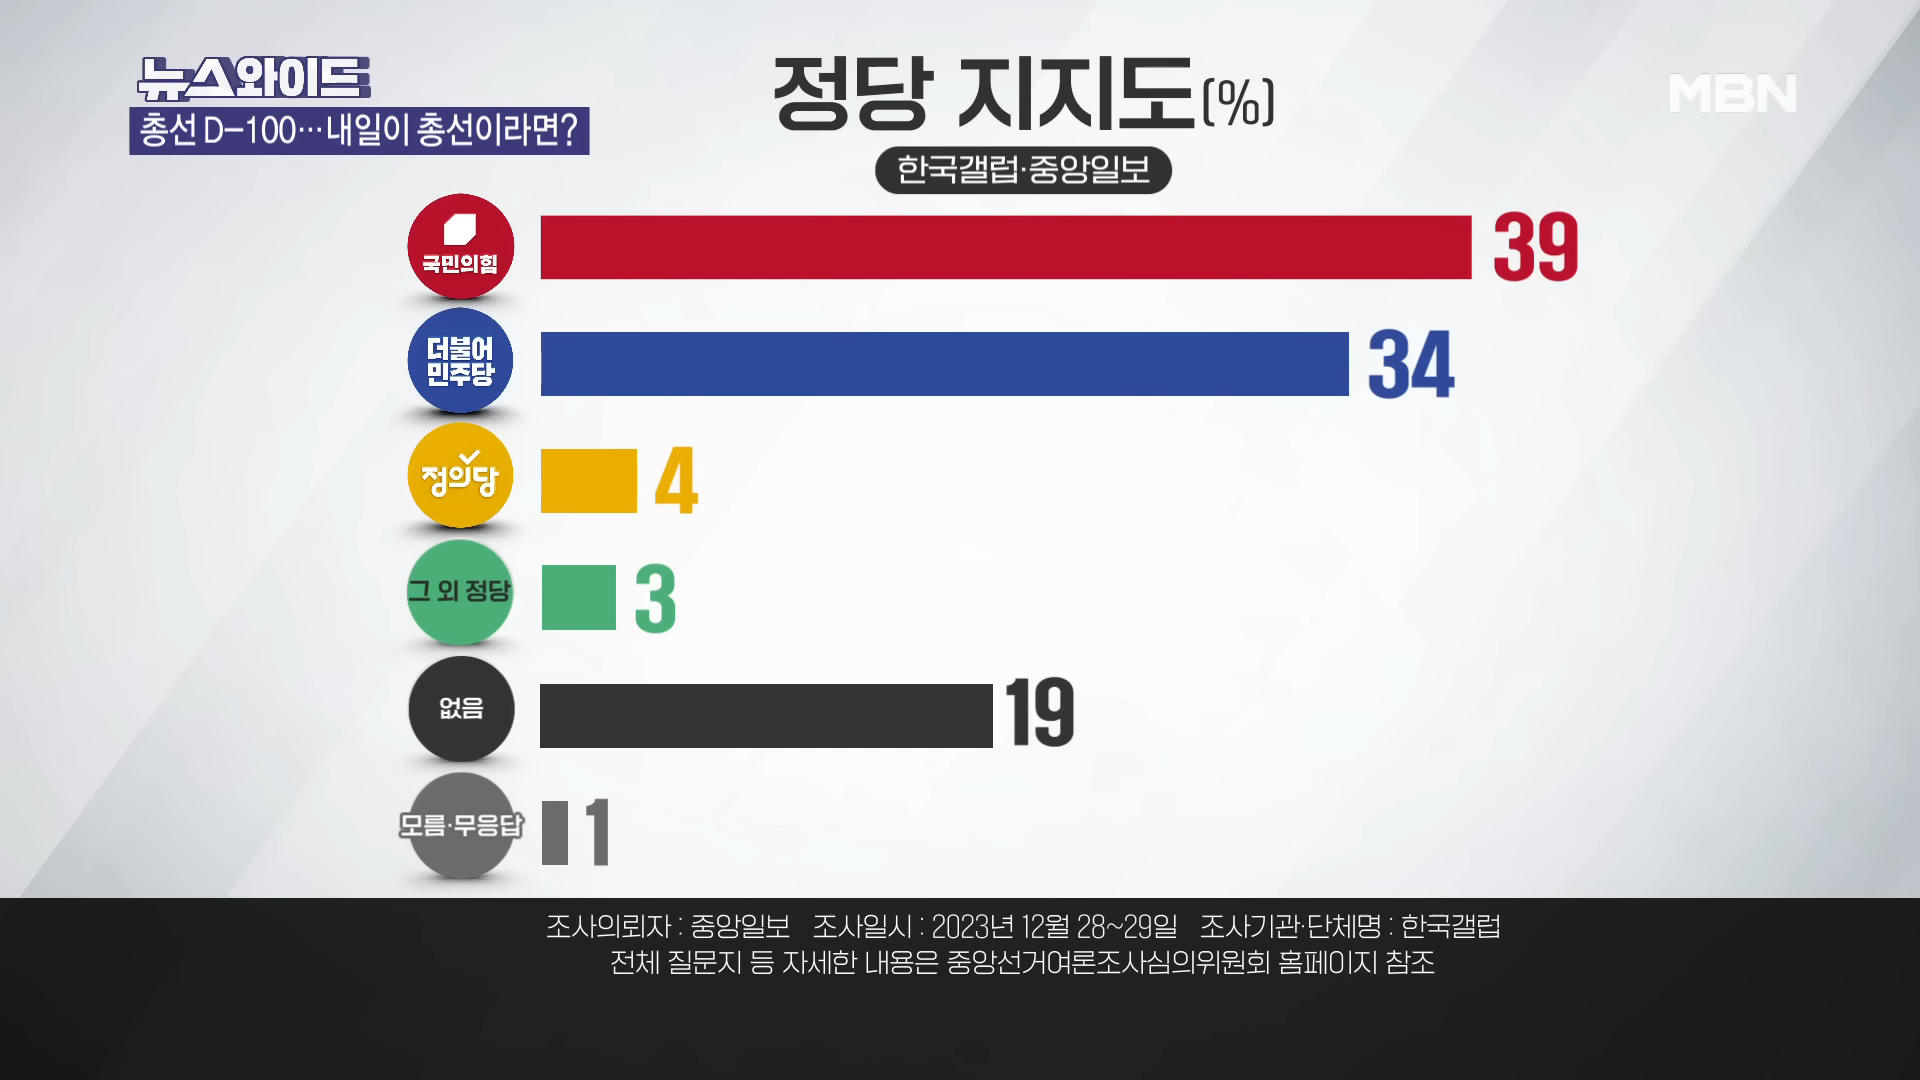 뉴스와이드
총선 D-100…내일이 총선이라면?
정당 지지도(%)
MBN
한국갤럽·중앙일보
국민의힘
39
더불어
민주당
34
정의당
4
그 외 정당
3
없음
19
모름·무응답
1
조사의뢰자 : 중앙일보 조사일시 : 2023년 12월 28~29일 조사기관·단체명 : 한국갤럽
전체 질문지 등 자세한 내용은 중앙선거여론조사심의위원회 홈페이지 참조